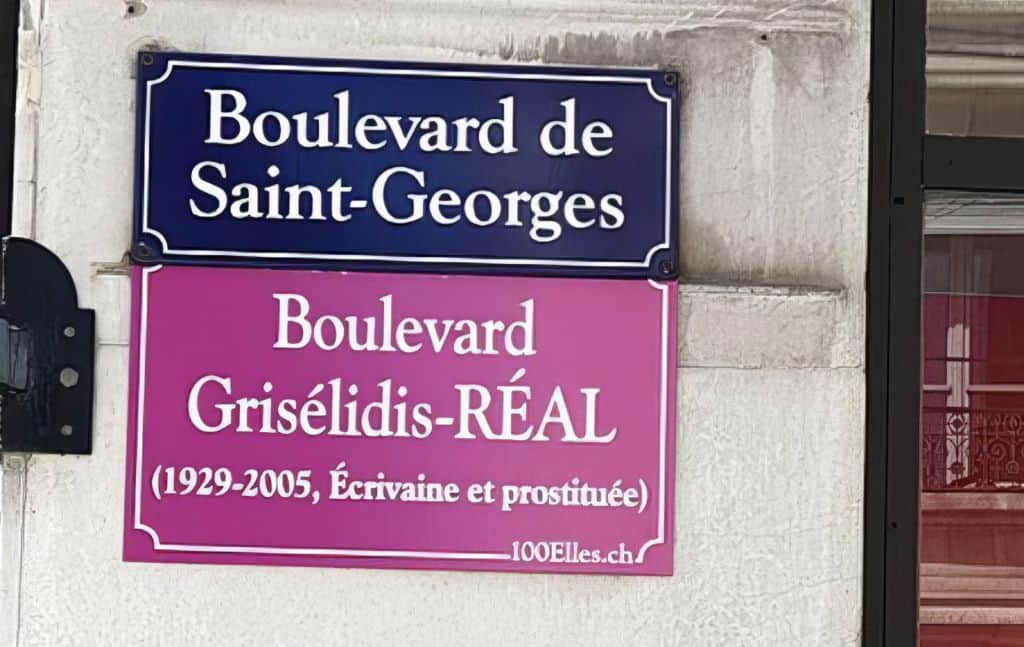 Boulevard de
Saint-Georges
Boulevard
Grisélidis-RÉAL
(1929-2005, Écrivaine et prostituée)
100Elles.ch